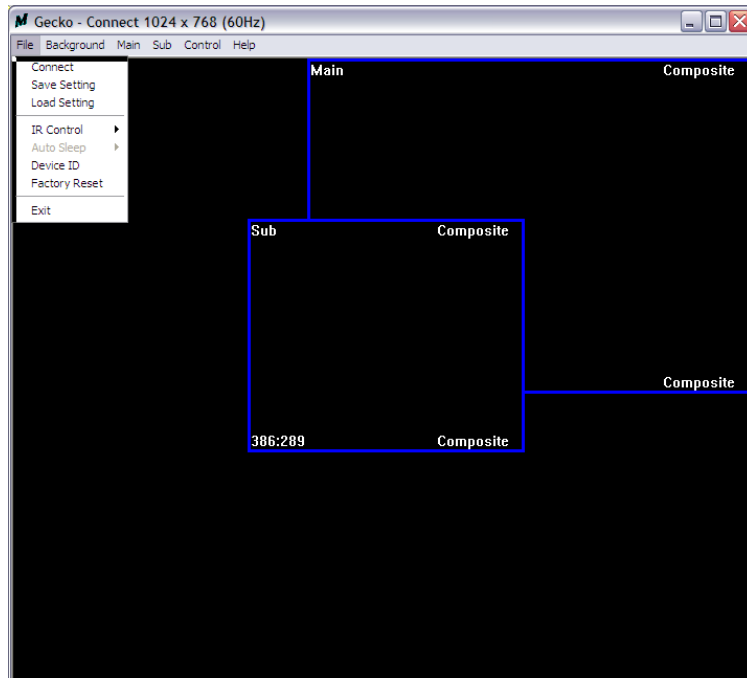 Gecko - Connect 1024 x 768 (60Hz)
File Background Main Sub Control Help
Connect
Save Setting
Load Setting
IR Control
Auto Sleep
Device ID
Factory Reset
Exit
Main Composite
Sub Composite
Composite
386:289 Composite